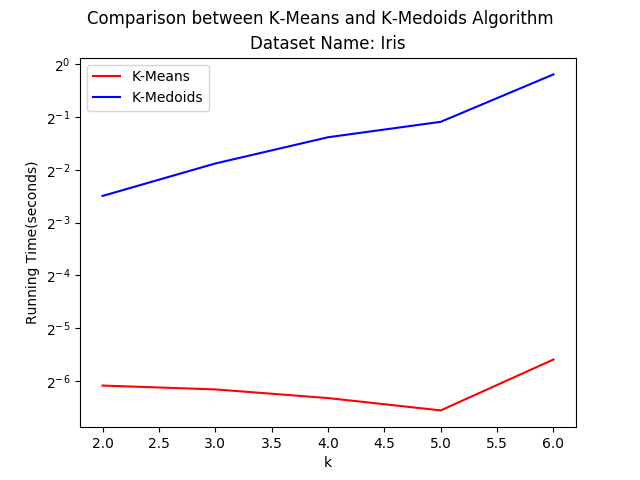 Comparison between K-Means and K-Medoids Algorithm
Dataset Name: Iris
K-Means
K-Medoids
Running Time(seconds)
2⁰
2⁻¹
2⁻²
2⁻³
2⁻⁴
2⁻⁵
2⁻⁶
2.0 2.5 3.0 3.5 4.0 4.5 5.0 5.5 6.0
k